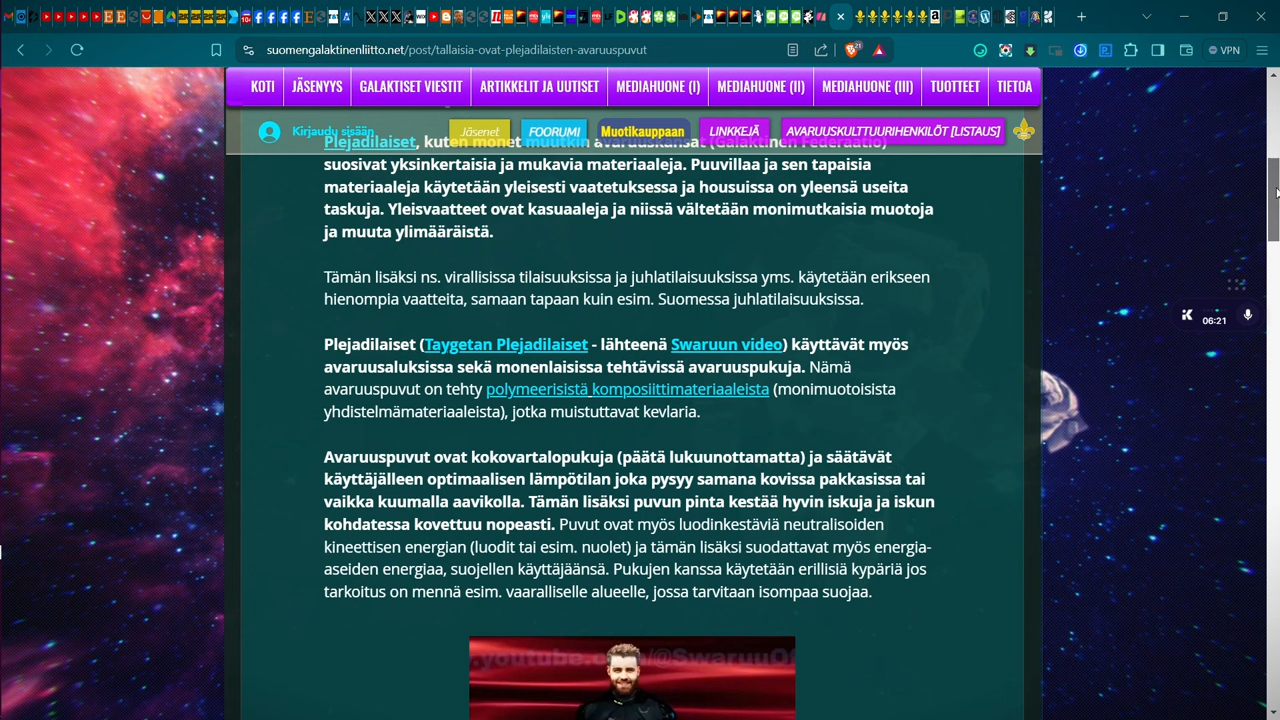 suomengalaktinenliitto.net/post/tallaisia-ovat-plejadilaisten-avaruuspuvut
21
VPN
KOTI JÄSENYYS GALAKTISET VIESTIT ARTIKKELIT JA UUTISET MEDIAHUONE (I) MEDIAHUONE (II) MEDIAHUONE (III) TUOTTEET TIETOA
Kirjaudu sisään Jäsenet FOORUMI Muotikauppaan LINKKEJÄ AVARUUSKULTTUURIHENKILÖT [LISTAUS]
Plejadilaiset, kuten monet muutkin avaruuskansat (Galaktinen Federaatio)
suosivat yksinkertaisia ja mukavia materiaaleja. Puuvillaa ja sen tapaisia
materiaaleja käytetään yleisesti vaatetuksessa ja housuissa on yleensä useita
taskuja. Yleisvaatteet ovat kasuaaleja ja niissä vältetään monimutkaisia muotoja
ja muuta ylimääräistä.
Tämän lisäksi ns. virallisissa tilaisuuksissa ja juhlatilaisuuksissa yms. käytetään erikseen
hienompia vaatteita, samaan tapaan kuin esim. Suomessa juhlatilaisuuksissa.
Plejadilaiset (Taygetan Plejadilaiset - lähteenä Swaruun video) käyttävät myös
avaruusaluksissa sekä monenlaisissa tehtävissä avaruuspukuja. Nämä
avaruuspuvut on tehty polymeerisistä komposiittimateriaaleista (monimuotoisista
yhdistelmämateriaaleista), jotka muistuttavat kevlaria.
06:21
Avaruuspuvut ovat kokovartalopukuja (päätä lukuunottamatta) ja säätävät
käyttäjälleen optimaalisen lämpötilan joka pysyy samana kovissa pakkasissa tai
vaikka kuumalla aavikolla. Tämän lisäksi puvun pinta kestää hyvin iskuja ja iskun
kohdatessa kovettuu nopeasti. Puvut ovat myös luodinkestäviä neutralisoiden
kineettisen energian (luodit tai esim. nuolet) ja tämän lisäksi suodattavat myös energia-
aseiden energiaa, suojellen käyttäjäänsä. Pukujen kanssa käytetään erillisiä kypäriä jos
tarkoitus on mennä esim. vaaralliselle alueelle, jossa tarvitaan isompaa suojaa.